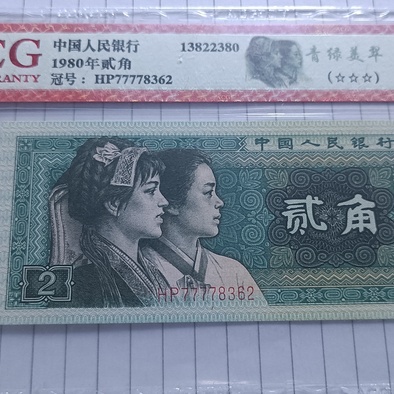 CG 中国人民银行 13822380 青绿美翠
RANTY 1980年贰角 (☆☆☆)
冠号: HP77778362
中国人民银行
贰角
2
HP77778362